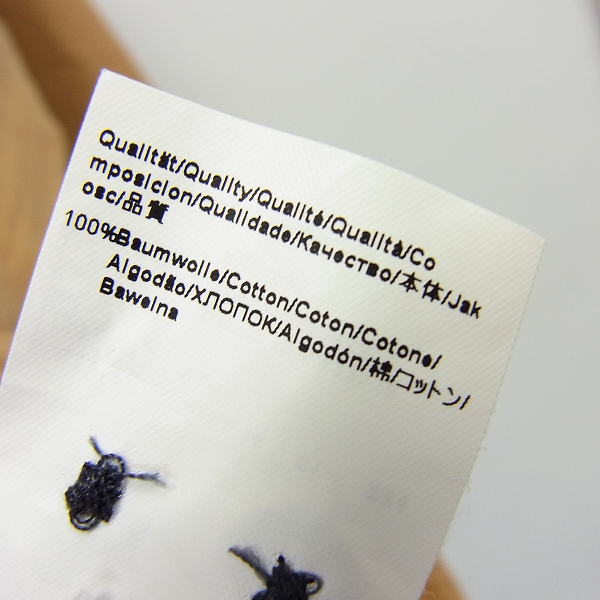 Qualität/Quality/Qualité/Qualità/Co
mposicion/Qualidade/Качество/本体/Jak
osc/品質
100%Baumwolle/Cotton/Coton/Cotone/
Algodão/ХЛОПОК/Algodón/綿/コットン/
Bawelna